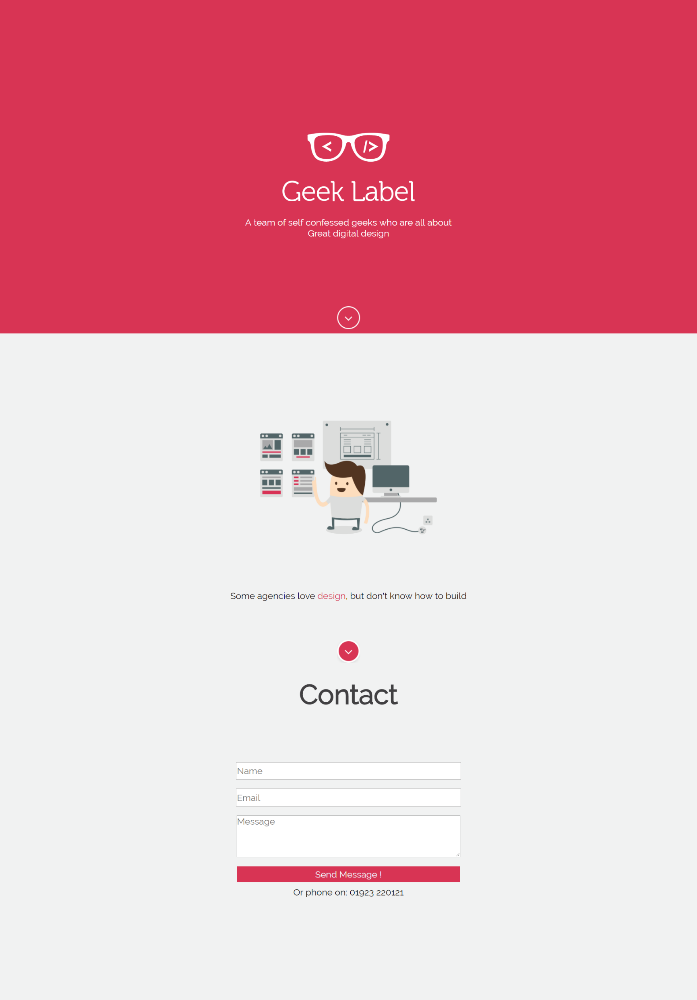 < />
Geek Label
A team of self confessed geeks who are all about
Great digital design
Some agencies love design, but don't know how to build
Contact
Name
Email
Message
Send Message !
Or phone on: 01923 220121